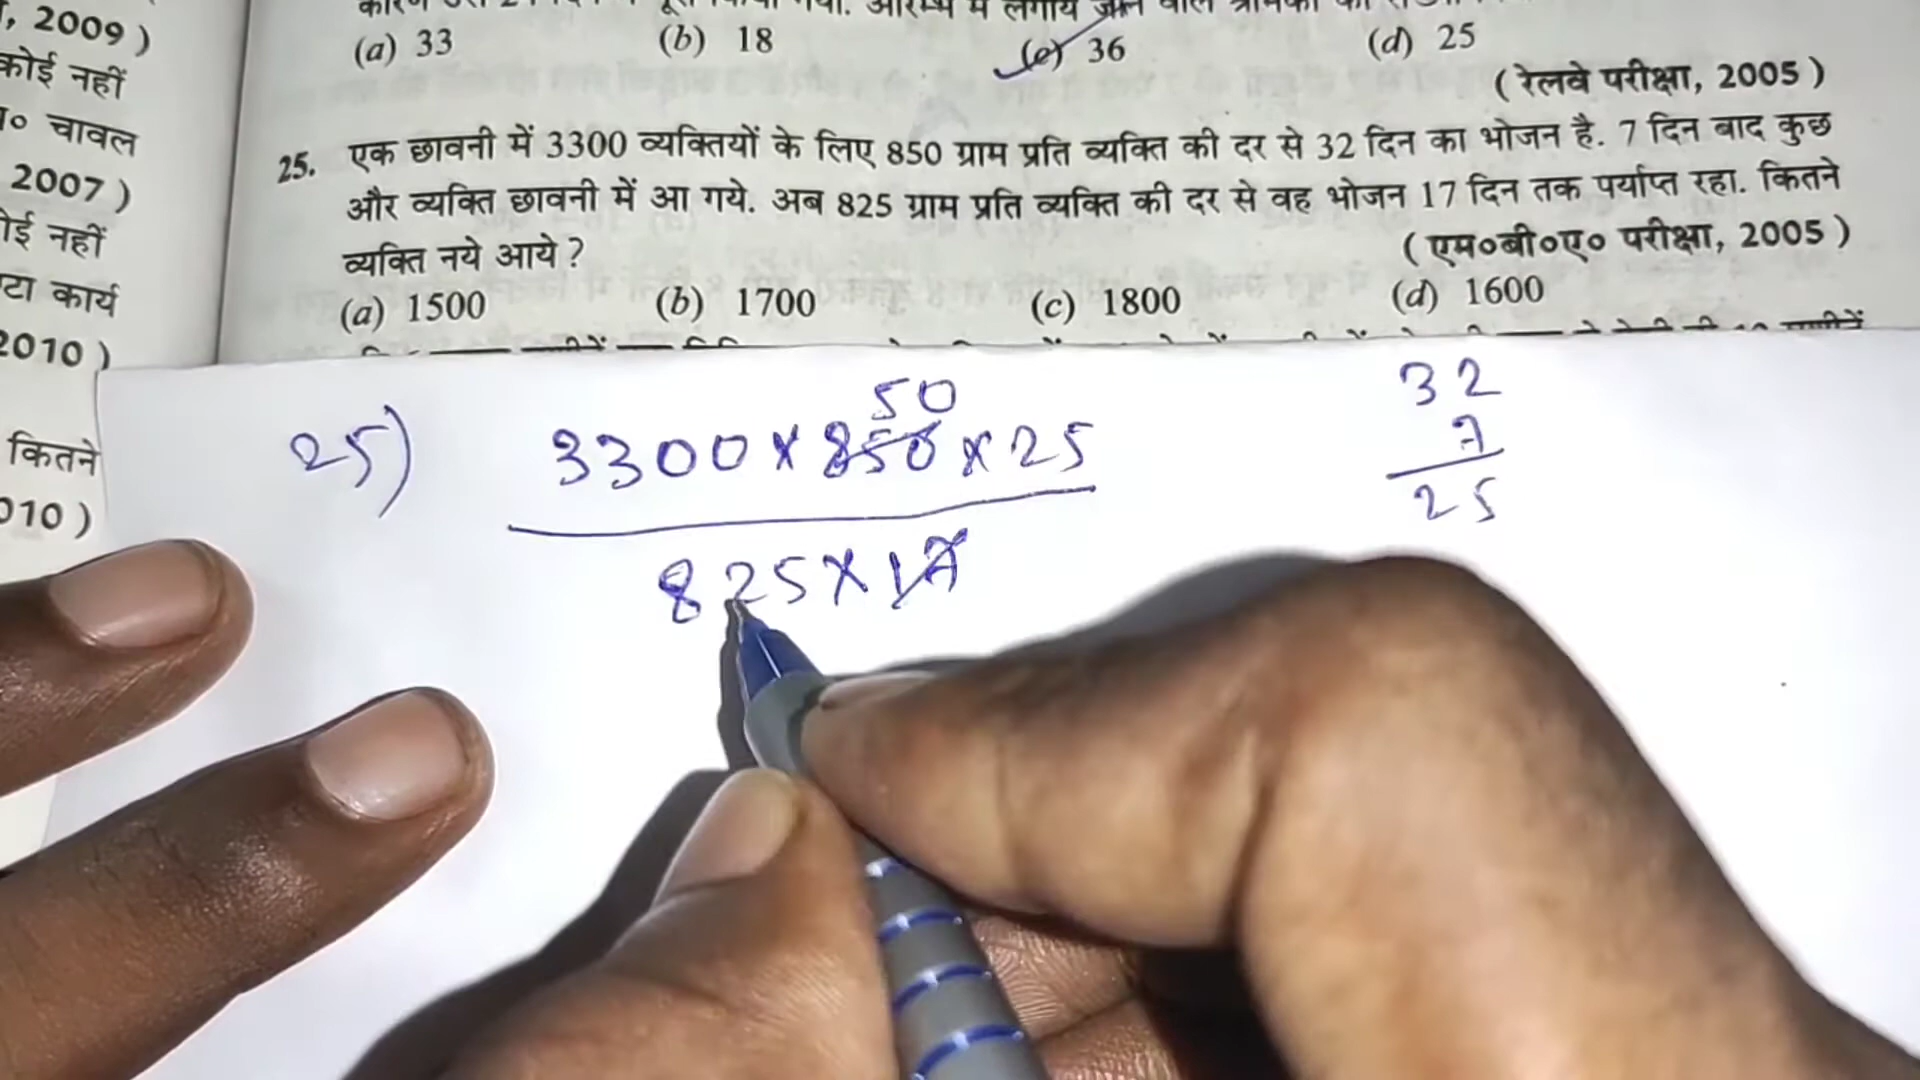 , 2009 )
कोई नहीं
चावल
2007 )
नहीं
कार्य
2010 )
कितने
010 )
(a) 33 (b) 18 (c) 36 (d) 25
( रेलवे परीक्षा, 2005 )
25. एक छावनी में 3300 व्यक्तियों के लिए 850 ग्राम प्रति व्यक्ति की दर से 32 दिन का भोजन है. 7 दिन बाद कुछ
और व्यक्ति छावनी में आ गये. अब 825 ग्राम प्रति व्यक्ति की दर से वह भोजन 17 दिन तक पर्याप्त रहा. कितने
व्यक्ति नये आये ? ( एम०बी०ए० परीक्षा, 2005 )
(a) 1500 (b) 1700 (c) 1800 (d) 1600
50
25) 3300 × 850 × 25
825 × 17
32
7
25